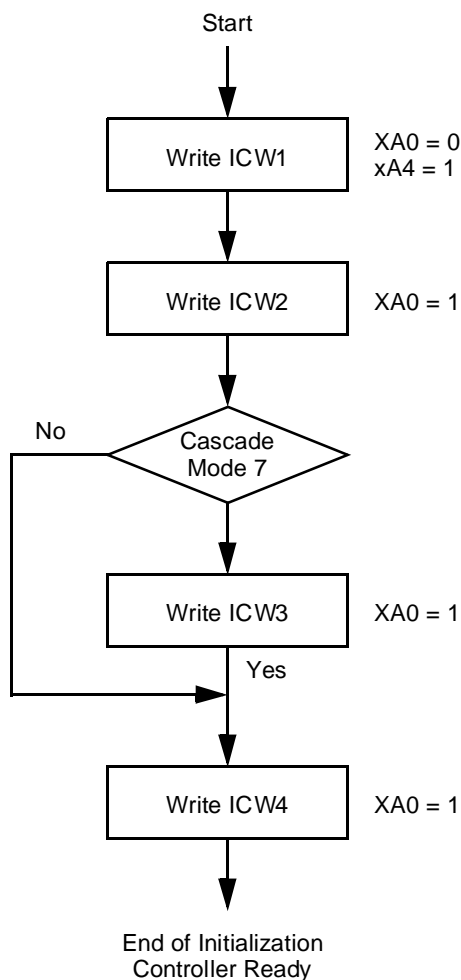 Start
Write ICW1
XA0 = 0
xA4 = 1
Write ICW2
XA0 = 1
No
Cascade
Mode 7
Write ICW3
XA0 = 1
Yes
Write ICW4
XA0 = 1
End of Initialization
Controller Ready